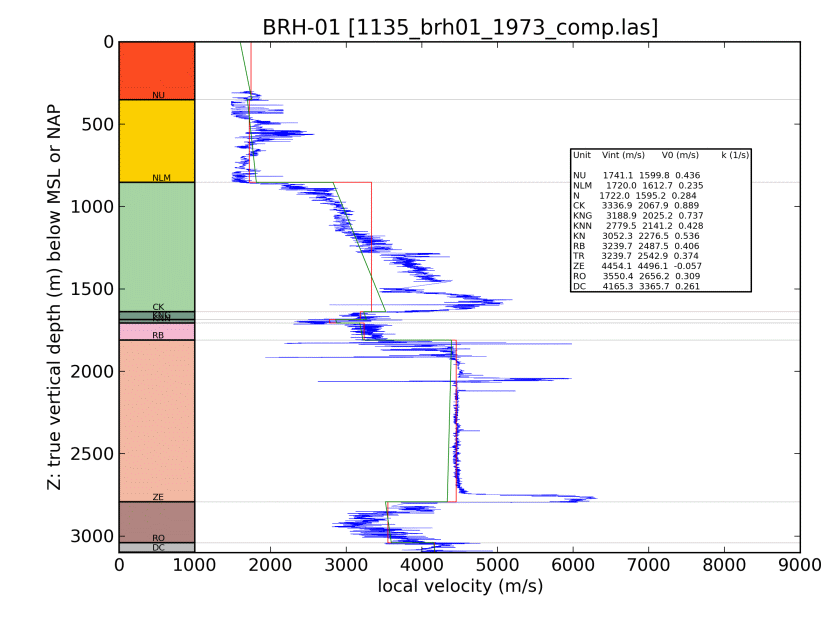 BRH-01 [1135_brh01_1973_comp.las]
Z: true vertical depth (m) below MSL or NAP
0
500
1000
1500
2000
2500
3000
NU
NLM
CK
KNG
RB
ZE
RO
DC
Unit Vint (m/s) V0 (m/s) k (1/s)
NU 1741.1 1599.8 0.436
NLM 1720.0 1612.7 0.235
N 1722.0 1595.2 0.284
CK 3336.9 2067.9 0.889
KNG 3188.9 2025.2 0.737
KNN 2779.5 2141.2 0.428
KN 3052.3 2276.5 0.536
RB 3239.7 2487.5 0.406
TR 3239.7 2542.9 0.374
ZE 4454.1 4496.1 -0.057
RO 3550.4 2656.2 0.309
DC 4165.3 3365.7 0.261
0 1000 2000 3000 4000 5000 6000 7000 8000 9000
local velocity (m/s)